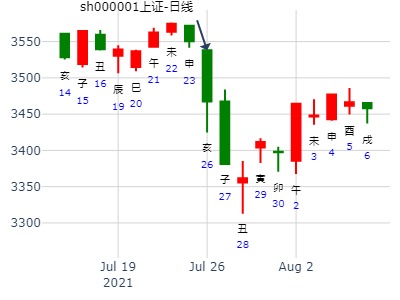 sh000001上证-日线
3550
3500
3450
3400
3350
3300
亥
14
子
15
丑
16
辰
19
巳
20
午
21
未
22
申
23
亥
26
子
27
丑
28
寅
29
卯
30
午
2
未
3
申
4
酉
5
戌
6
Jul 19
2021
Jul 26
Aug 2